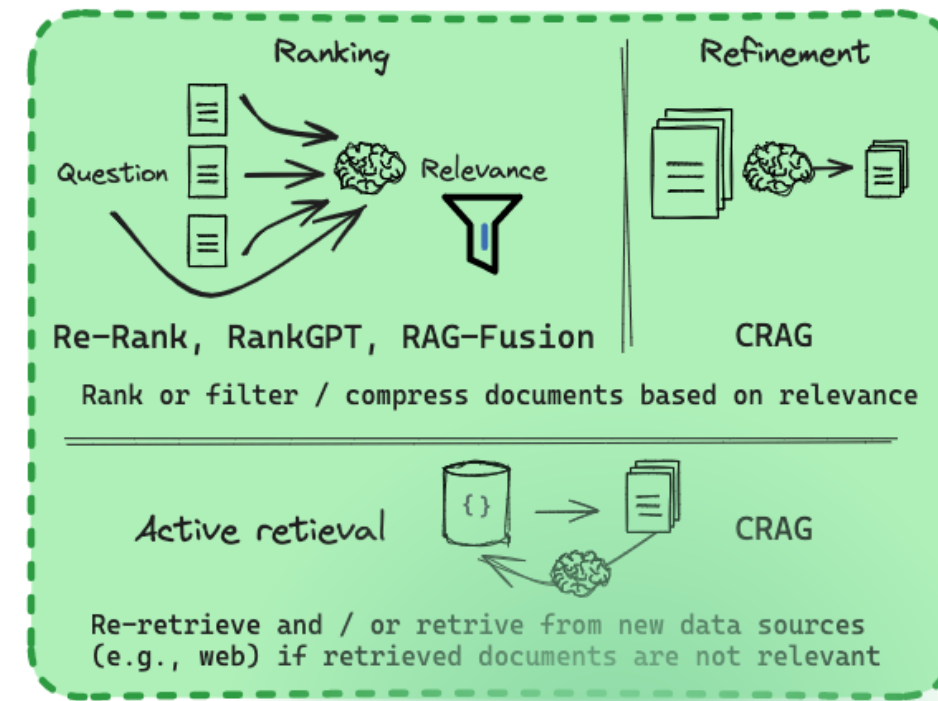 Ranking
Refinement
Question
Relevance
Re-Rank, RankGPT, RAG-Fusion
CRAG
Rank or filter / compress documents based on relevance
{}
Active retieval
CRAG
Re-retrieve and / or retrive from new data sources
(e.g., web) if retrieved documents are not relevant